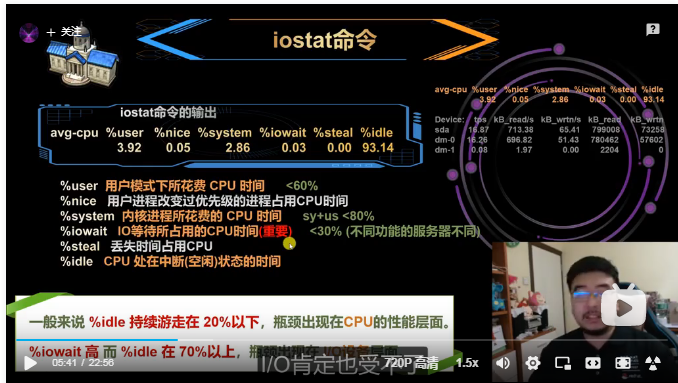 + 关注
iostat命令
avg-cpu %user %nice %system %iowait %steal %idle
3.92 0.05 2.86 0.03 0.00 93.14
Device: tps kB_read/s kB_wrtn/s kB_read kB_wrtn
sda 16.87 713.38 65.41 799008 73258
dm-0 16.26 696.82 51.43 780462 57602
dm-1 0.08 1.97 0.00 2204 0
iostat命令的输出
avg-cpu %user %nice %system %iowait %steal %idle
3.92 0.05 2.86 0.03 0.00 93.14
%user 用户模式下所花费 CPU 时间 <60%
%nice 用户进程改变过优先级的进程占用CPU时间
%system 内核进程所花费的 CPU 时间 sy+us <80%
%iowait IO等待所占用的CPU时间(重要) <30% (不同功能的服务器不同)
%steal 丢失时间占用CPU
%idle CPU 处在中断(空闲)状态的时间
一般来说 %idle 持续游走在 20%以下，瓶颈出现在CPU的性能层面。
%iowait 高 而 %idle 在 70%以上，瓶颈出现在 I/O设备层面
I/O肯定也受不了
05:41 / 22:56
720P 高清
1.5x